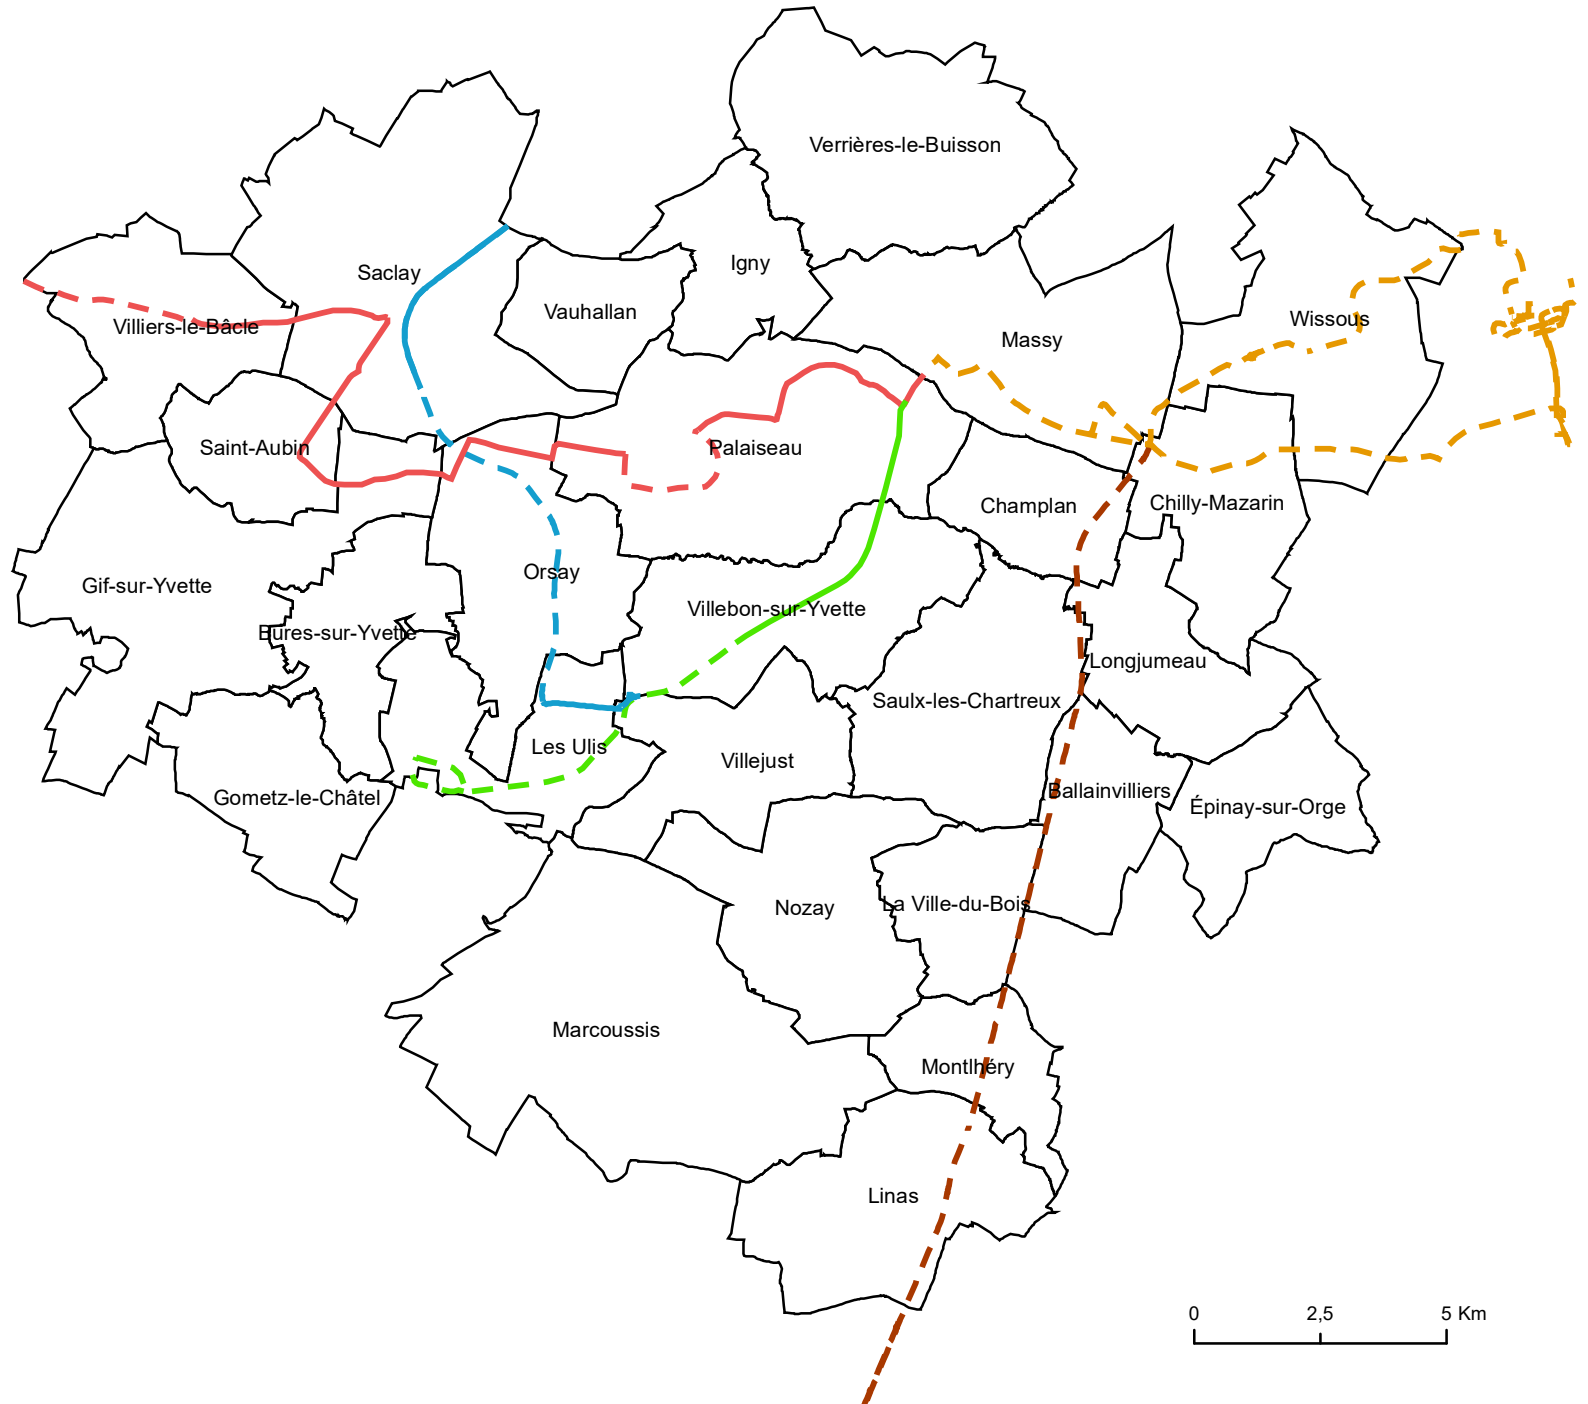 Verrières-le-Buisson
Igny
Saclay
Vauhallan
Wissous
Villiers-le-Bâcle
Massy
Saint-Aubin
Palaiseau
Champlan
Chilly-Mazarin
Orsay
Gif-sur-Yvette
Villebon-sur-Yvette
Bures-sur-Yvette
Longjumeau
Saulx-les-Chartreux
Les Ulis
Villejust
Ballainvilliers
Gometz-le-Châtel
Épinay-sur-Orge
La Ville-du-Bois
Nozay
Marcoussis
Montlhéry
Linas
0 2,5 5 Km